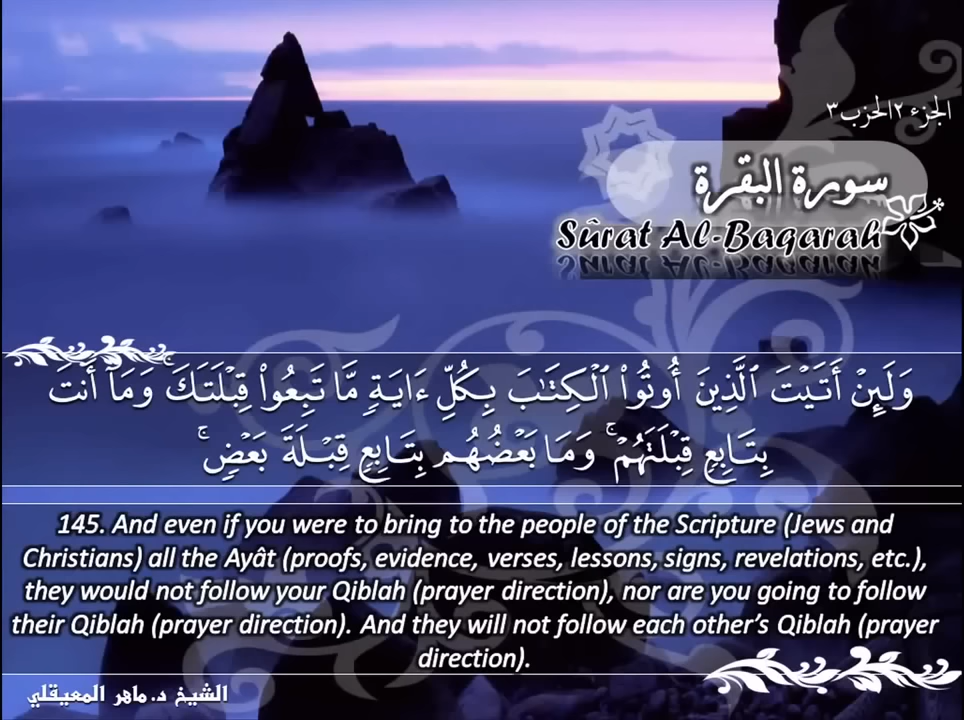 الجزء ٢ الحزب ٣
سورة البقرة
Sûrat Al-Baqarah
وَلَئِنْ أَتَيْتَ ٱلَّذِينَ أُوتُوا۟ ٱلْكِتَٰبَ بِكُلِّ ءَايَةٍ مَّا تَبِعُوا۟ قِبْلَتَكَ ۚ وَمَآ أَنتَ
بِتَابِعٍ قِبْلَتَهُمْ ۚ وَمَا بَعْضُهُم بِتَابِعٍ قِبْلَةَ بَعْضٍ ۚ
145. And even if you were to bring to the people of the Scripture (Jews and
Christians) all the Ayât (proofs, evidence, verses, lessons, signs, revelations, etc.),
they would not follow your Qiblah (prayer direction), nor are you going to follow
their Qiblah (prayer direction). And they will not follow each other’s Qiblah (prayer
direction).
الشيخ د. ماهر المعيقلي